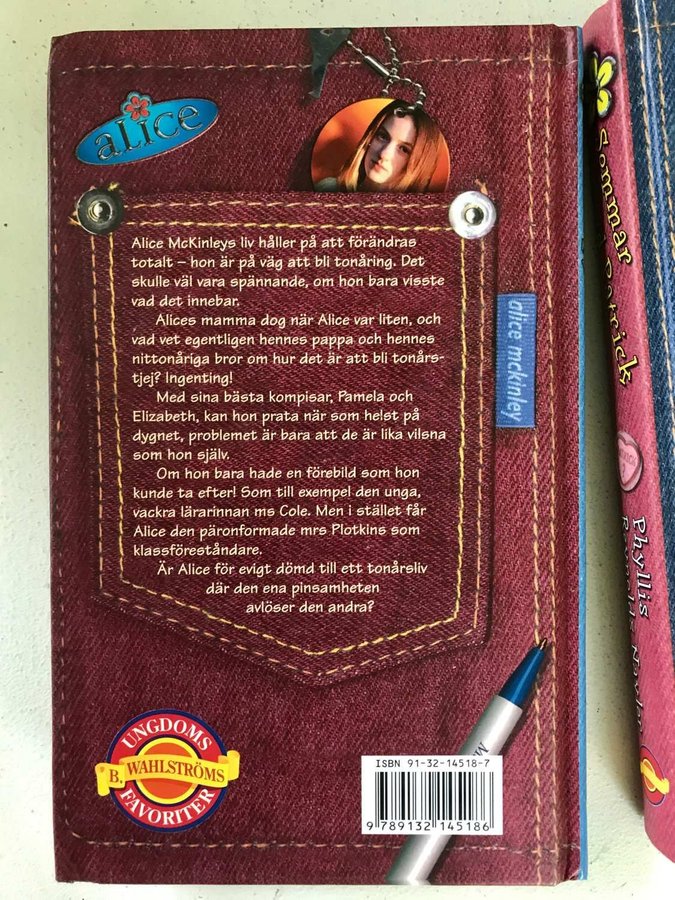 alice
Alice McKinleys liv håller på att förändras
totalt – hon är på väg att bli tonåring. Det
skulle väl vara spännande, om hon bara visste
vad det innebar.
Alices mamma dog när Alice var liten, och
vad vet egentligen hennes pappa och hennes
nittonåriga bror om hur det är att bli tonårs-
tjej? Ingenting!
Med sina bästa kompisar, Pamela och
Elizabeth, kan hon prata när som helst på
dygnet, problemet är bara att de är lika vilsna
som hon själv.
Om hon bara hade en förebild som hon
kunde ta efter! Som till exempel den unga,
vackra lärarinnan ms Cole. Men i stället får
Alice den päronformade mrs Plotkins som
klassföreståndare.
Är Alice för evigt dömd till ett tonårsliv
där den ena pinsamheten
avlöser den andra?
alice mckinley
UNGDOMS
B. WAHLSTRÖMS
FAVORITER
ISBN 91-32-14518-7
9 789132 145186
Sommar
Patrick
Phyllis